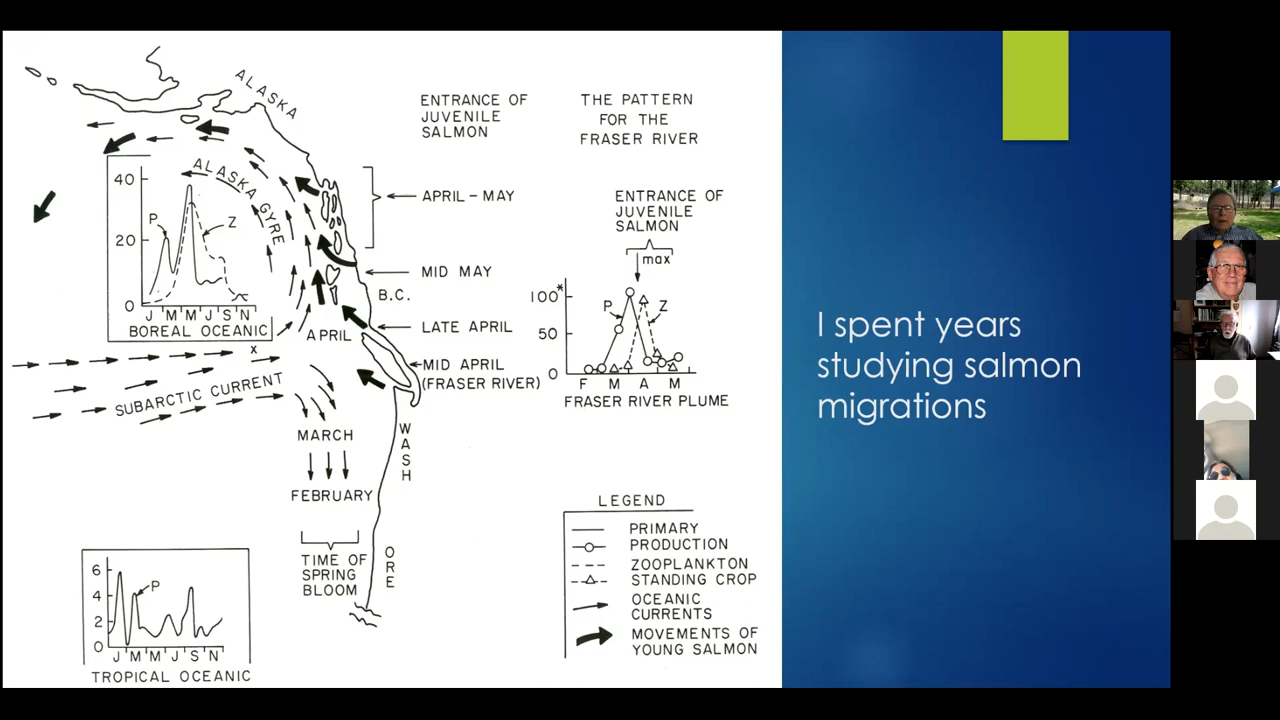 ALASKA
ENTRANCE OF
JUVENILE
SALMON
THE PATTERN
FOR THE
FRASER RIVER
ALASKA GYRE
40
20
0
P
Z
J M M J S N
BOREAL OCEANIC
APRIL – MAY
MID MAY
B.C.
LATE APRIL
MID APRIL
(FRASER RIVER)
APRIL
x
SUBARCTIC CURRENT
MARCH
FEBRUARY
TIME OF
SPRING
BLOOM
WASH
ORE
ENTRANCE OF
JUVENILE
SALMON
max
100*
50
0
P
Z
F M A M
FRASER RIVER PLUME
6
4
2
0
P
J M M J S N
TROPICAL OCEANIC
LEGEND
PRIMARY
PRODUCTION
ZOOPLANKTON
STANDING CROP
OCEANIC
CURRENTS
MOVEMENTS OF
YOUNG SALMON
I spent years
studying salmon
migrations